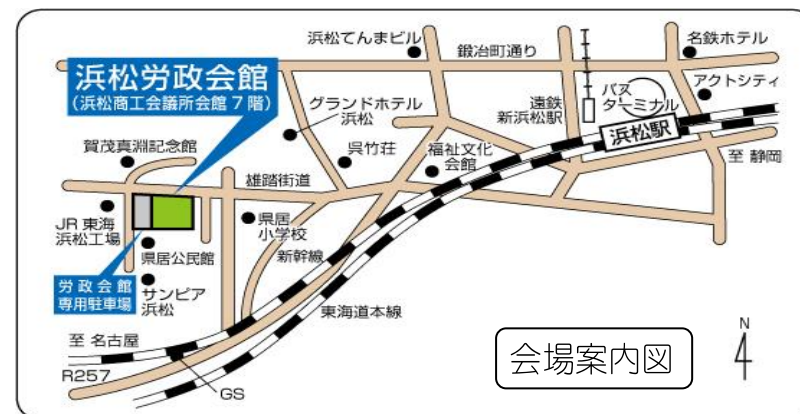 浜松てんまビル
鍛冶町通り
名鉄ホテル
浜松労政会館
(浜松商工会議所会館7階)
バス
ターミナル
アクトシティ
遠鉄
新浜松駅
グランドホテル
浜松
浜松駅
賀茂真淵記念館
呉竹荘
福祉文化
会館
至 静岡
雄踏街道
JR 東海
浜松工場
県居
小学校
県居公民館
新幹線
労政会館
専用駐車場
サンピア
浜松
東海道本線
至 名古屋
R257
GS
会場案内図
N
4